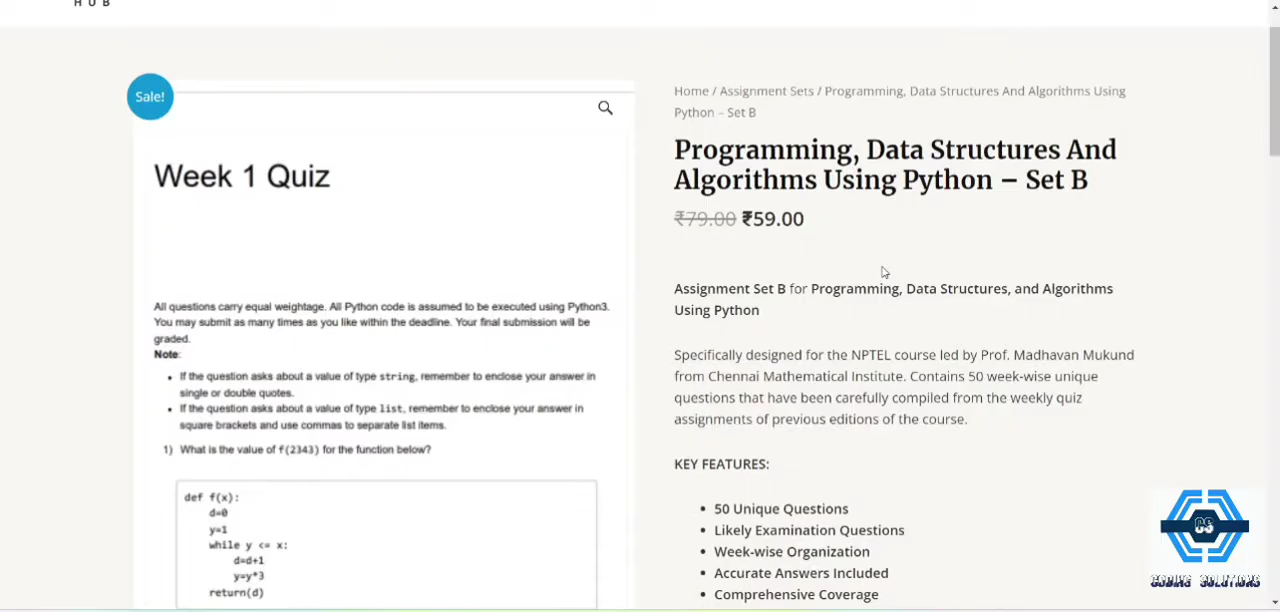 HUB
Sale!
Week 1 Quiz
All questions carry equal weightage. All Python code is assumed to be executed using Python3.
You may submit as many times as you like within the deadline. Your final submission will be
graded.
Note:
• If the question asks about a value of type string, remember to enclose your answer in
single or double quotes.
• If the question asks about a value of type list, remember to enclose your answer in
square brackets and use commas to separate list items.
1) What is the value of f(2343) for the function below?
def f(x):
d=0
y=1
while y <= x:
d=d+1
y=y*3
return(d)
Home / Assignment Sets / Programming, Data Structures And Algorithms Using
Python – Set B
Programming, Data Structures And
Algorithms Using Python – Set B
₹79.00 ₹59.00
Assignment Set B for Programming, Data Structures, and Algorithms
Using Python
Specifically designed for the NPTEL course led by Prof. Madhavan Mukund
from Chennai Mathematical Institute. Contains 50 week-wise unique
questions that have been carefully compiled from the weekly quiz
assignments of previous editions of the course.
KEY FEATURES:
• 50 Unique Questions
• Likely Examination Questions
• Week-wise Organization
• Accurate Answers Included
• Comprehensive Coverage
CS
CODING SOLUTIONS